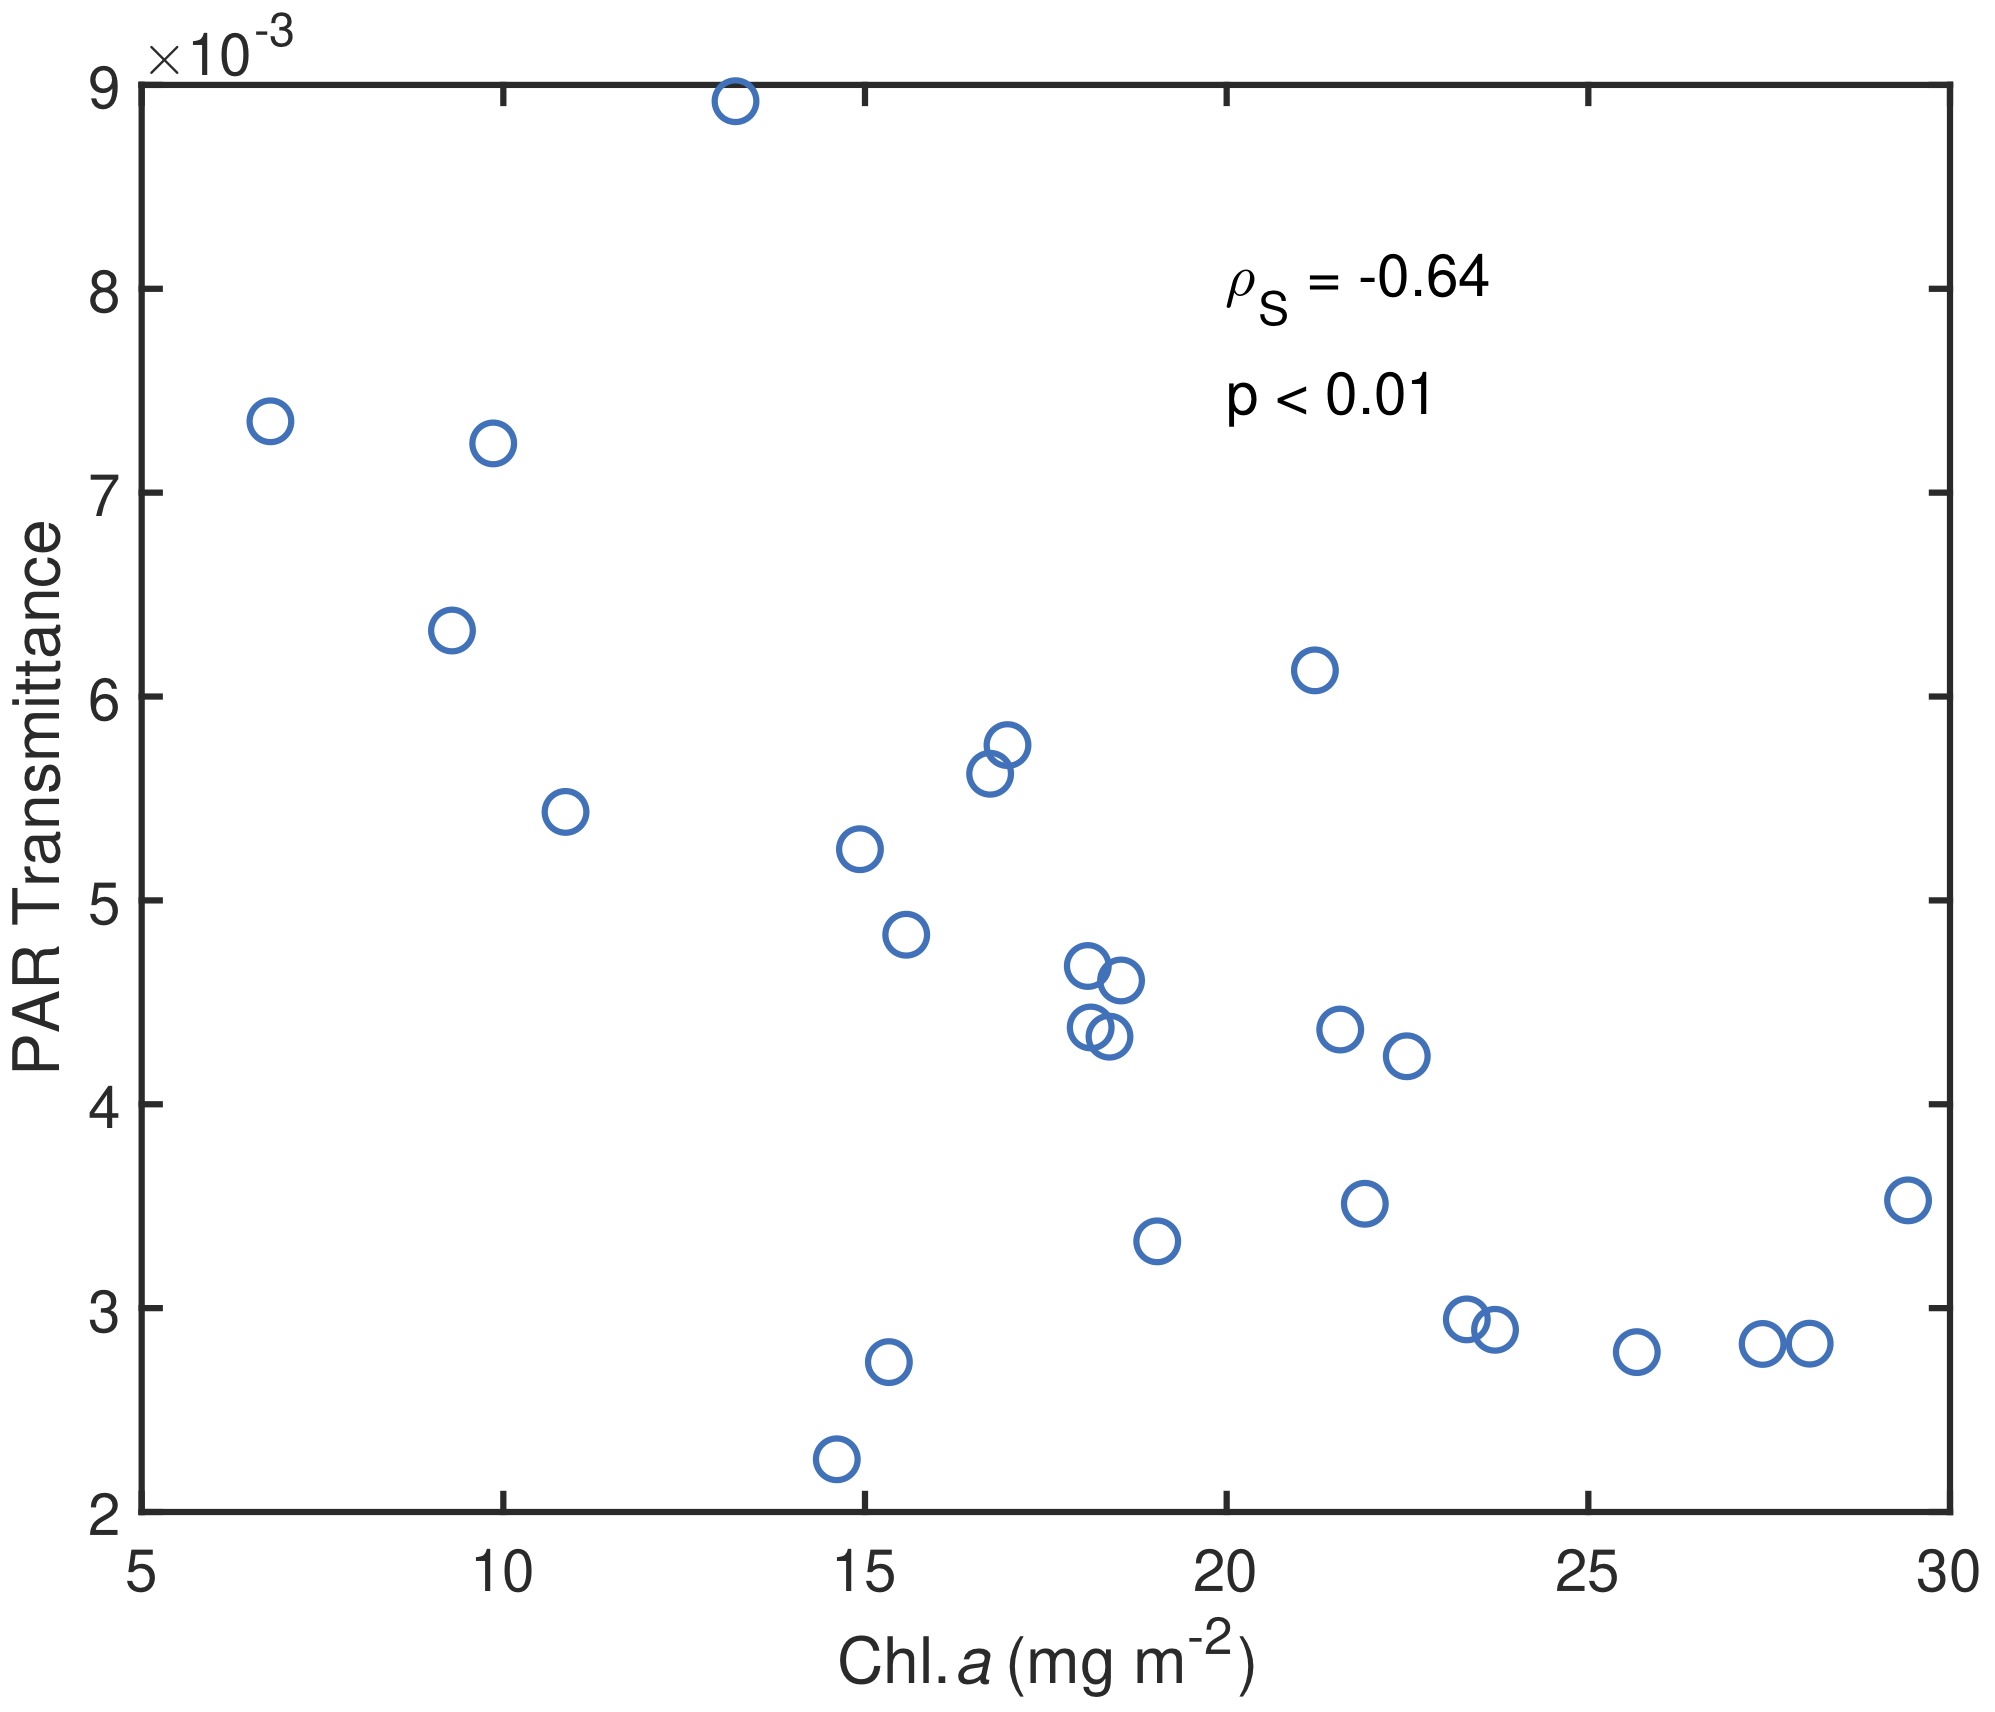 ×10-3
9
8
7
6
5
4
3
2
PAR Transmittance
ρS = -0.64
p < 0.01
5 10 15 20 25 30
Chl.a (mg m-2)